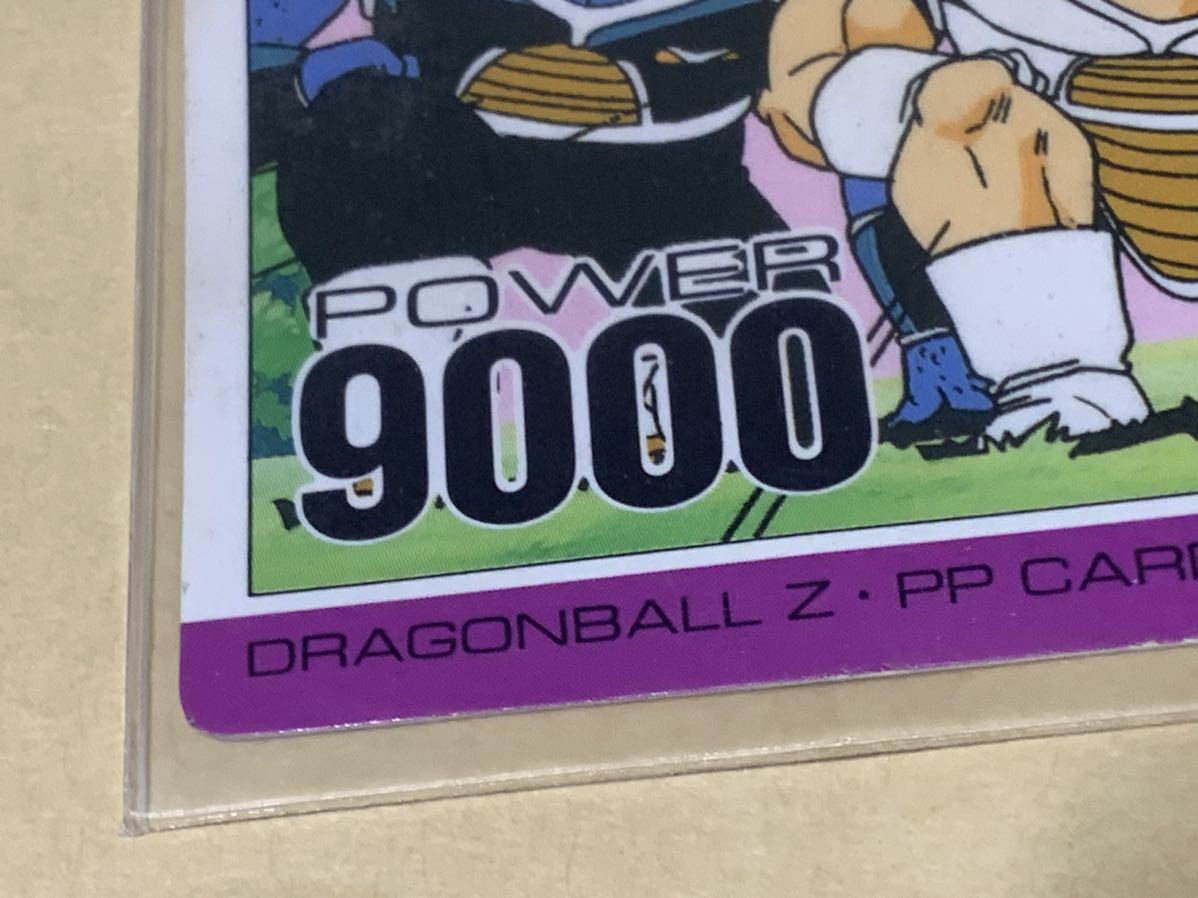 POWER
9000
DRAGONBALL Z · PP CARD